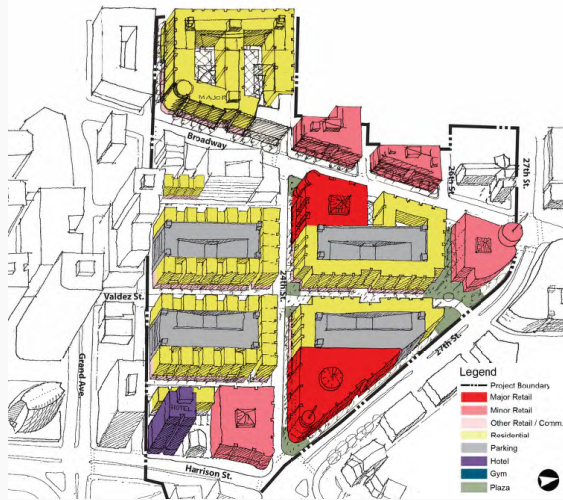 MAJOR
Broadway
26th St.
27th St.
24th St.
Valdez St.
27th St.
Grand Ave.
HOTEL
Harrison St.
Legend
Project Boundary
Major Retail
Minor Retail
Other Retail / Comm.
Residential
Parking
Hotel
Gym
Plaza